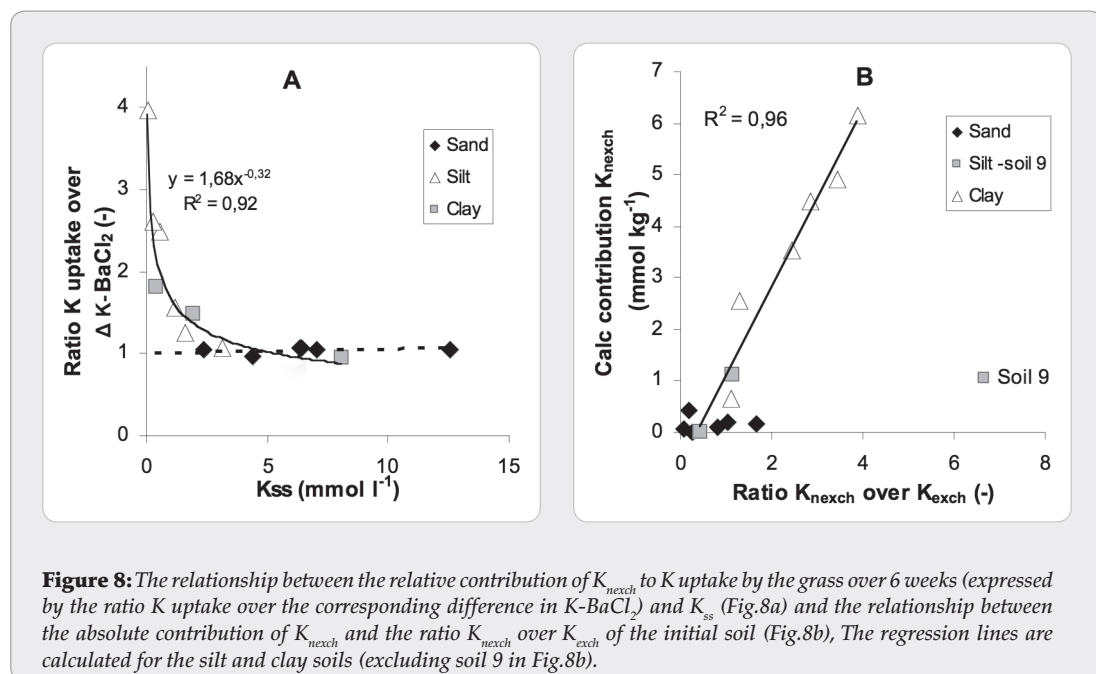 A
4
3
2
1
0
0
5
10
15
Ratio K uptake over
Δ K-BaCl₂ (-)
Kss (mmol l⁻¹)
y = 1,68x⁻⁰,³²
R² = 0,92
Sand
Silt
Clay
B
7
6
5
4
3
2
1
0
0
2
4
6
8
Calc contribution Kₙₑₓcₕ
(mmol kg⁻¹)
Ratio Kₙₑₓcₕ over Kₑₓcₕ (-)
R² = 0,96
Sand
Silt -soil 9
Clay
Soil 9
Figure 8: The relationship between the relative contribution of Kₙₑₓcₕ to K uptake by the grass over 6 weeks (expressed
by the ratio K uptake over the corresponding difference in K-BaCl₂) and Kₛₛ (Fig.8a) and the relationship between
the absolute contribution of Kₙₑₓcₕ and the ratio Kₙₑₓcₕ over Kₑₓcₕ of the initial soil (Fig.8b), The regression lines are
calculated for the silt and clay soils (excluding soil 9 in Fig.8b).